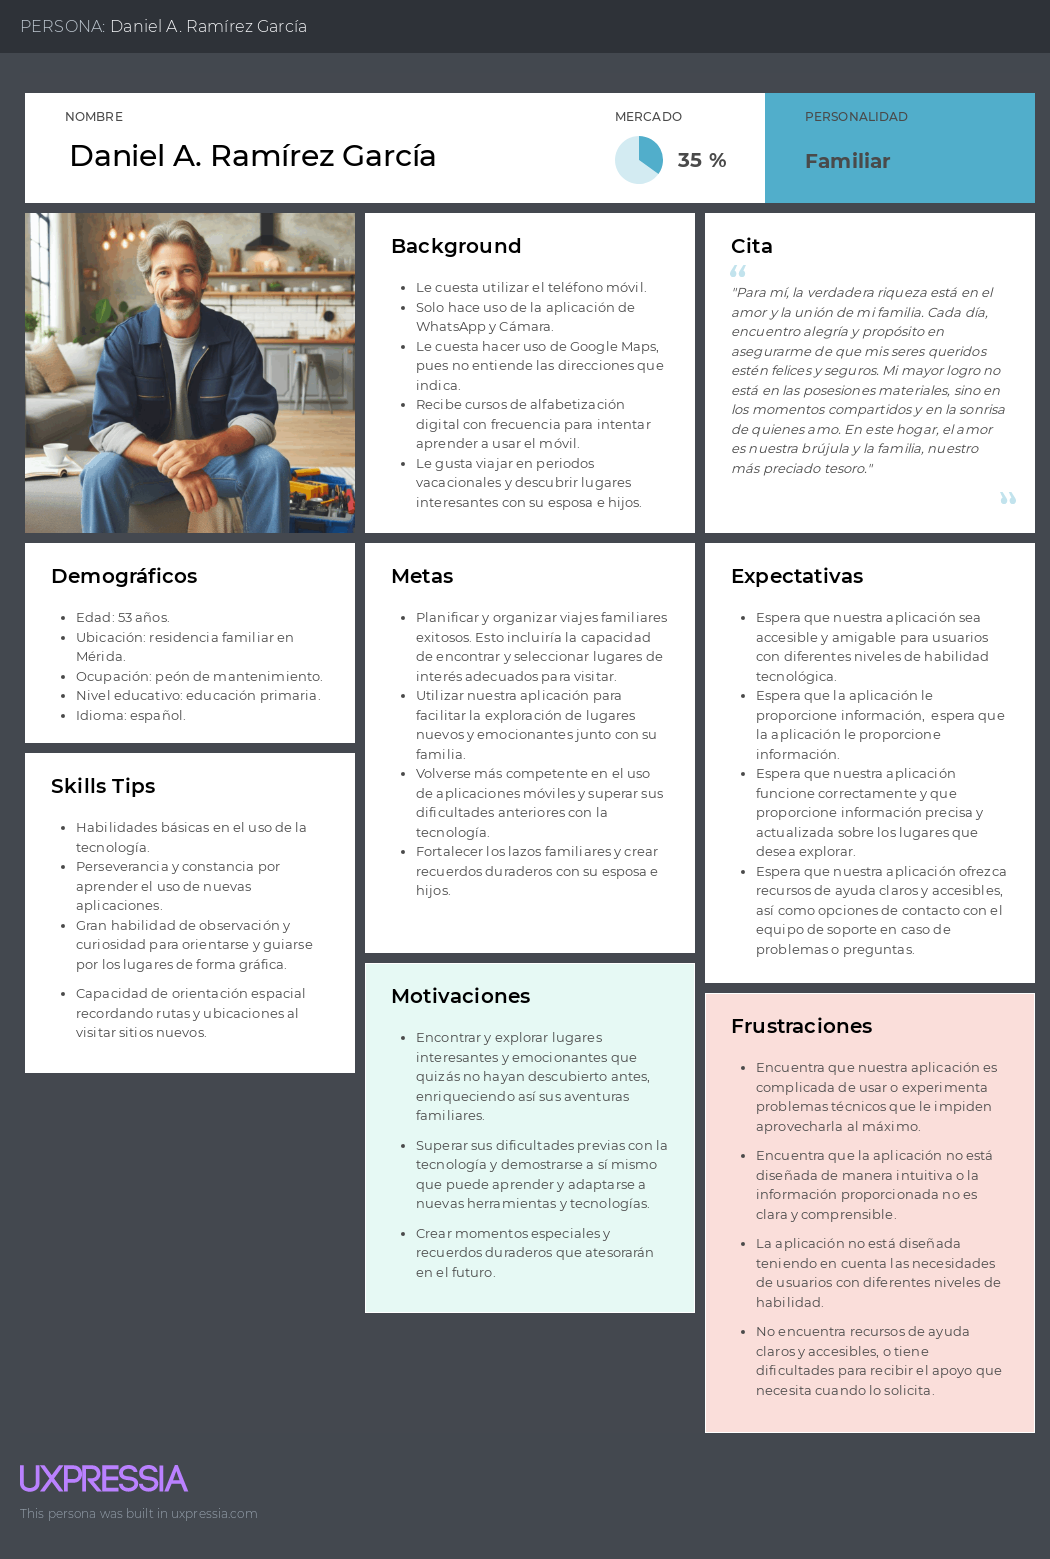 PERSONA: Daniel A. Ramírez García
NOMBRE
Daniel A. Ramírez García
MERCADO
35 %
PERSONALIDAD
Familiar
Background
Le cuesta utilizar el teléfono móvil.
Solo hace uso de la aplicación de
WhatsApp y Cámara.
Le cuesta hacer uso de Google Maps,
pues no entiende las direcciones que
indica.
Recibe cursos de alfabetización
digital con frecuencia para intentar
aprender a usar el móvil.
Le gusta viajar en periodos
vacacionales y descubrir lugares
interesantes con su esposa e hijos.
Cita
"Para mí, la verdadera riqueza está en el
amor y la unión de mi familia. Cada día,
encuentro alegría y propósito en
asegurarme de que mis seres queridos
estén felices y seguros. Mi mayor logro no
está en las posesiones materiales, sino en
los momentos compartidos y en la sonrisa
de quienes amo. En este hogar, el amor
es nuestra brújula y la familia, nuestro
más preciado tesoro."
Demográficos
Edad: 53 años.
Ubicación: residencia familiar en
Mérida.
Ocupación: peón de mantenimiento.
Nivel educativo: educación primaria.
Idioma: español.
Skills Tips
Habilidades básicas en el uso de la
tecnología.
Perseverancia y constancia por
aprender el uso de nuevas
aplicaciones.
Gran habilidad de observación y
curiosidad para orientarse y guiarse
por los lugares de forma gráfica.
Capacidad de orientación espacial
recordando rutas y ubicaciones al
visitar sitios nuevos.
Metas
Planificar y organizar viajes familiares
exitosos. Esto incluiría la capacidad
de encontrar y seleccionar lugares de
interés adecuados para visitar.
Utilizar nuestra aplicación para
facilitar la exploración de lugares
nuevos y emocionantes junto con su
familia.
Volverse más competente en el uso
de aplicaciones móviles y superar sus
dificultades anteriores con la
tecnología.
Fortalecer los lazos familiares y crear
recuerdos duraderos con su esposa e
hijos.
Motivaciones
Encontrar y explorar lugares
interesantes y emocionantes que
quizás no hayan descubierto antes,
enriqueciendo así sus aventuras
familiares.
Superar sus dificultades previas con la
tecnología y demostrarse a sí mismo
que puede aprender y adaptarse a
nuevas herramientas y tecnologías.
Crear momentos especiales y
recuerdos duraderos que atesorarán
en el futuro.
Expectativas
Espera que nuestra aplicación sea
accesible y amigable para usuarios
con diferentes niveles de habilidad
tecnológica.
Espera que la aplicación le
proporcione información,  espera que
la aplicación le proporcione
información.
Espera que nuestra aplicación
funcione correctamente y que
proporcione información precisa y
actualizada sobre los lugares que
desea explorar.
Espera que nuestra aplicación ofrezca
recursos de ayuda claros y accesibles,
así como opciones de contacto con el
equipo de soporte en caso de
problemas o preguntas.
Frustraciones
Encuentra que nuestra aplicación es
complicada de usar o experimenta
problemas técnicos que le impiden
aprovecharla al máximo.
Encuentra que la aplicación no está
diseñada de manera intuitiva o la
información proporcionada no es
clara y comprensible.
La aplicación no está diseñada
teniendo en cuenta las necesidades
de usuarios con diferentes niveles de
habilidad.
No encuentra recursos de ayuda
claros y accesibles, o tiene
dificultades para recibir el apoyo que
necesita cuando lo solicita.
UXPRESSIA
This persona was built in uxpressia.com